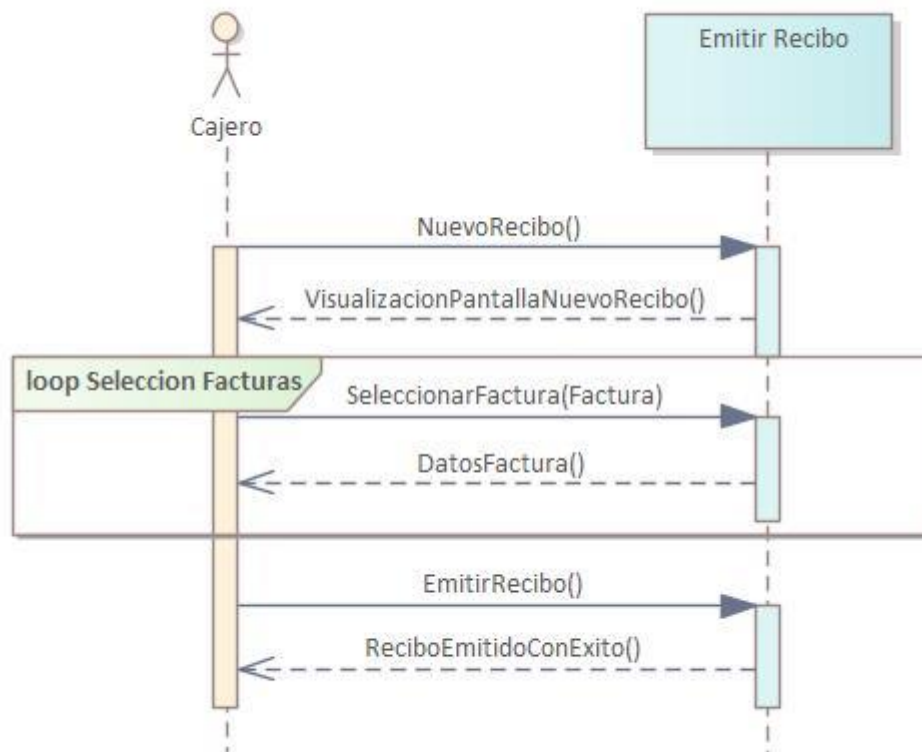 Emitir Recibo
Cajero
NuevoRecibo()
VisualizacionPantallaNuevoRecibo()
loop Seleccion Facturas
SeleccionarFactura(Factura)
DatosFactura()
EmitirRecibo()
ReciboEmitidoConExito()